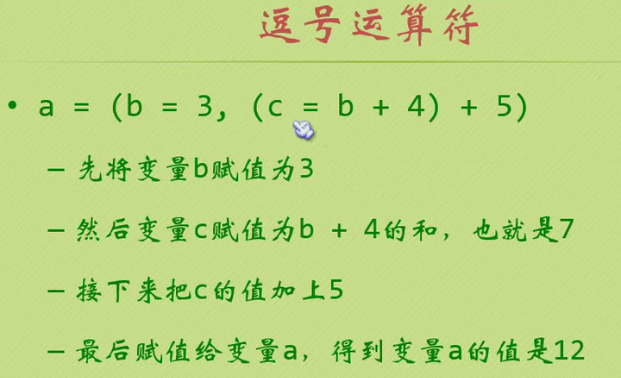 逗号运算符
• a = (b = 3, (c = b + 4) + 5)
– 先将变量b赋值为3
– 然后变量c赋值为b + 4的和，也就是7
– 接下来把c的值加上5
– 最后赋值给变量a，得到变量a的值是12